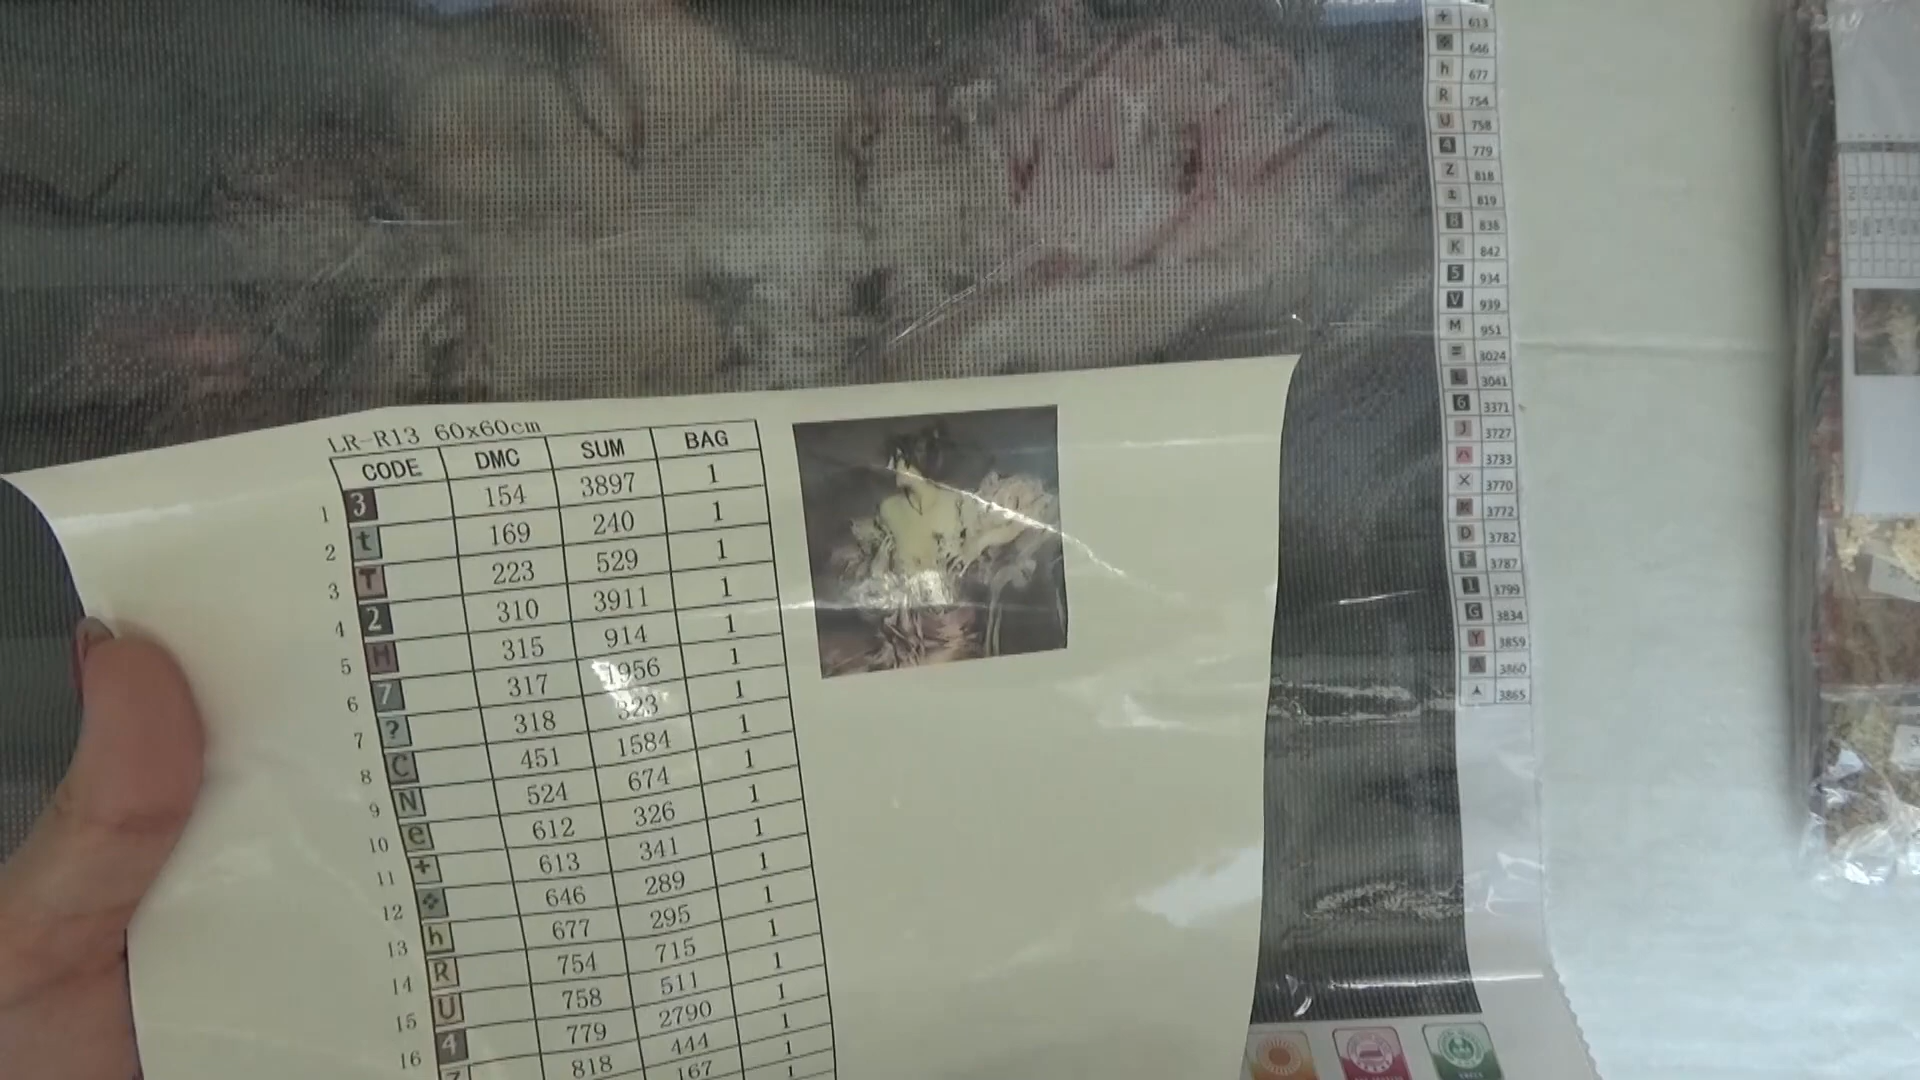 LR-R13 60x60cm
CODE DMC SUM BAG
1 3 154 3897 1
2 t 169 240 1
3 T 223 529 1
4 2 310 3911 1
5 H 315 914 1
6 7 317 1956 1
7 ? 318 323 1
8 C 451 1584 1
9 N 524 674 1
10 e 612 326 1
11 + 613 341 1
12 646 289 1
13 h 677 295 1
14 R 754 715 1
15 U 758 511 1
16 4 779 2790 1
Z 818 444 1
167 1
+ 613
646
h 677
R 754
U 758
4 779
Z 818
± 819
8 838
K 842
5 934
V 939
M 951
= 3024
L 3041
6 3371
J 3727
ハ 3733
× 3770
K 3772
D 3782
F 3787
1 3799
G 3834
Y 3859
A 3860
3865